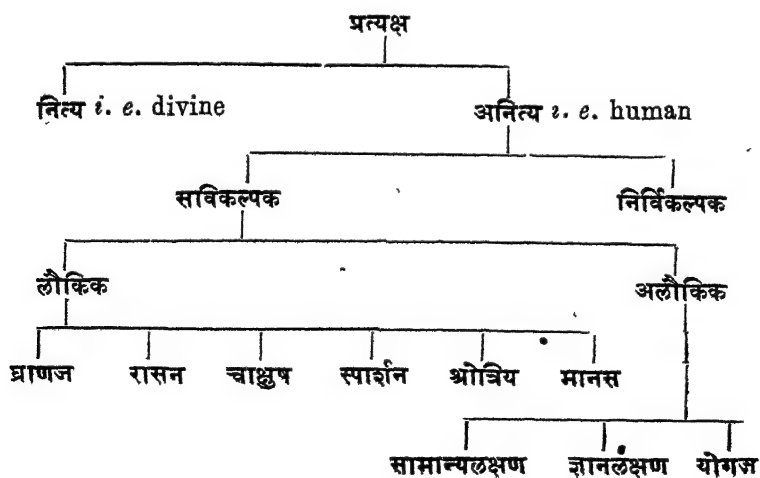 प्रत्यक्ष
नित्य i. e. divine अनित्य i. e. human
सविकल्पक निर्विकल्पक
लौकिक अलौकिक
घ्राणज रासन चाक्षुष स्पार्शन श्रोत्रिय मानस
सामान्यलक्षण ज्ञानलक्षण योगज